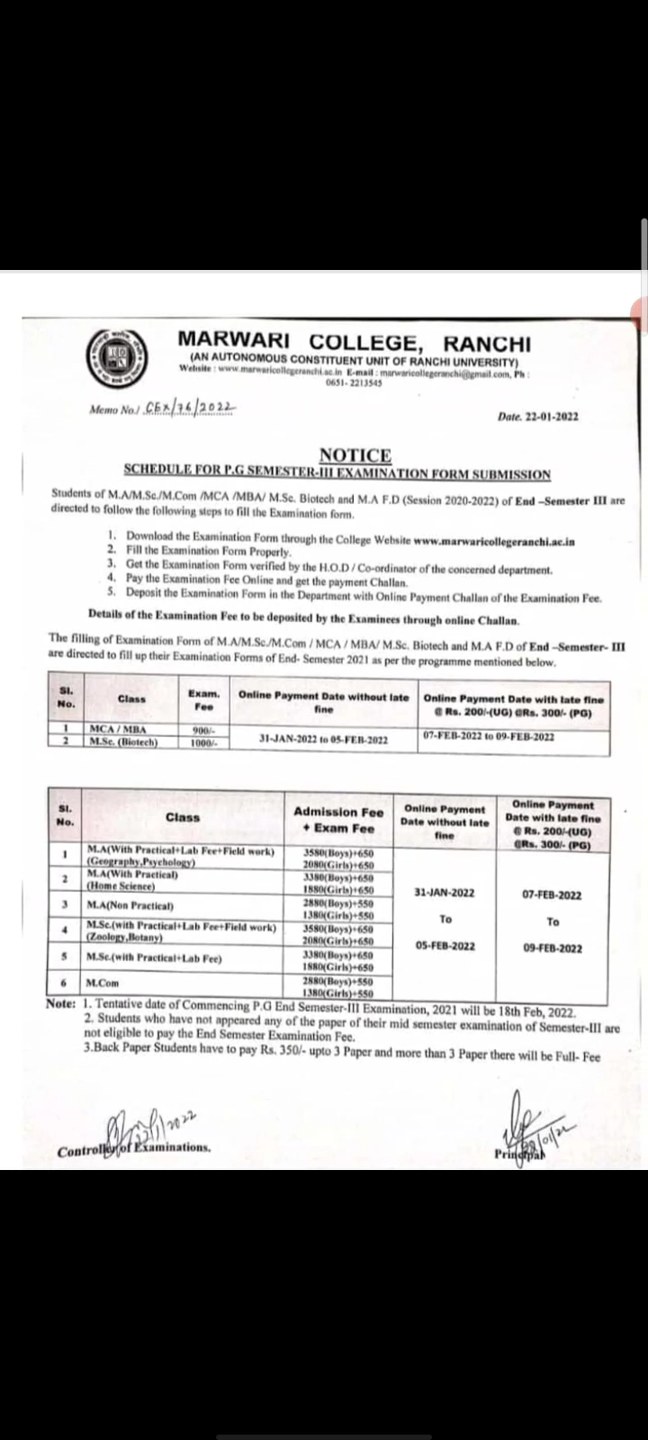 MARWARI COLLEGE, RANCHI
(AN AUTONOMOUS CONSTITUENT UNIT OF RANCHI UNIVERSITY)
Website : www.marwaricollegeranchi.ac.in E-mail : marwaricollegeranchi@gmail.com, Ph :
0651- 2213545
Memo No./ CEX/76/2022
Date. 22-01-2022
NOTICE
SCHEDULE FOR P.G SEMESTER-III EXAMINATION FORM SUBMISSION
Students of M.A/M.Sc./M.Com /MCA /MBA/ M.Sc. Biotech and M.A F.D (Session 2020-2022) of End –Semester III are
directed to follow the following steps to fill the Examination form.
1. Download the Examination Form through the College Website www.marwaricollegeranchi.ac.in
2. Fill the Examination Form Properly.
3. Get the Examination Form verified by the H.O.D / Co-ordinator of the concerned department.
4. Pay the Examination Fee Online and get the payment Challan.
5. Deposit the Examination Form in the Department with Online Payment Challan of the Examination Fee.
Details of the Examination Fee to be deposited by the Examinees through online Challan.
The filling of Examination Form of M.A/M.Sc./M.Com / MCA / MBA/ M.Sc. Biotech and M.A F.D of End –Semester- III
are directed to fill up their Examination Forms of End- Semester 2021 as per the programme mentioned below.
Sl. No. Class Exam. Fee Online Payment Date without late fine Online Payment Date with late fine @ Rs. 200/-(UG) @Rs. 300/- (PG)
1 MCA / MBA 900/- 31-JAN-2022 to 05-FEB-2022 07-FEB-2022 to 09-FEB-2022
2 M.Sc. (Biotech) 1000/-
Sl. No. Class Admission Fee + Exam Fee Online Payment Date without late fine Online Payment Date with late fine @ Rs. 200/-(UG) @Rs. 300/- (PG)
1 M.A(With Practical+Lab Fee+Field work) 3580(Boys)+650
(Geography,Psychology) 2080(Girls)+650
2 M.A(With Practical) 3380(Boys)+650
(Home Science) 1880(Girls)+650
3 M.A(Non Practical) 2880(Boys)+550
1380(Girls)+550
4 M.Sc.(with Practical+Lab Fee+Field work) 3580(Boys)+650
(Zoology,Botany) 2080(Girls)+650
5 M.Sc.(with Practical+Lab Fee) 3380(Boys)+650
1880(Girls)+650
6 M.Com 2880(Boys)+550
1380(Girls)+550
31-JAN-2022 07-FEB-2022
To To
05-FEB-2022 09-FEB-2022
Note: 1. Tentative date of Commencing P.G End Semester-III Examination, 2021 will be 18th Feb, 2022.
2. Students who have not appeared any of the paper of their mid semester examination of Semester-III are
not eligible to pay the End Semester Examination Fee.
3.Back Paper Students have to pay Rs. 350/- upto 3 Paper and more than 3 Paper there will be Full- Fee
22/1/2022
Controller of Examinations.
Principal